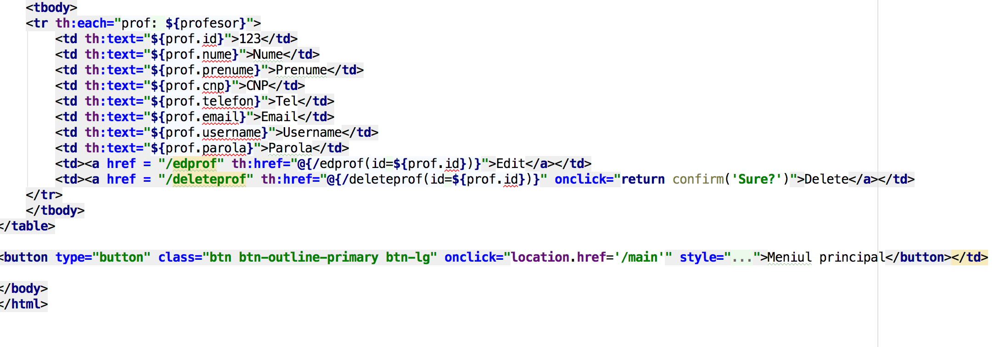 <tbody>
<tr th:each="prof: ${profesor}">
<td th:text="${prof.id}">123</td>
<td th:text="${prof.nume}">Nume</td>
<td th:text="${prof.prenume}">Prenume</td>
<td th:text="${prof.cnp}">CNP</td>
<td th:text="${prof.telefon}">Tel</td>
<td th:text="${prof.email}">Email</td>
<td th:text="${prof.username}">Username</td>
<td th:text="${prof.parola}">Parola</td>
<td><a href = "/edprof" th:href="@{/edprof(id=${prof.id})}">Edit</a></td>
<td><a href = "/deleteprof" th:href="@{/deleteprof(id=${prof.id})}" onclick="return confirm('Sure?')">Delete</a></td>
</tr>
</tbody>
</table>
<button type="button" class="btn btn-outline-primary btn-lg" onclick="location.href='/main'" style="...">Meniul principal</button></td>
</body>
</html>